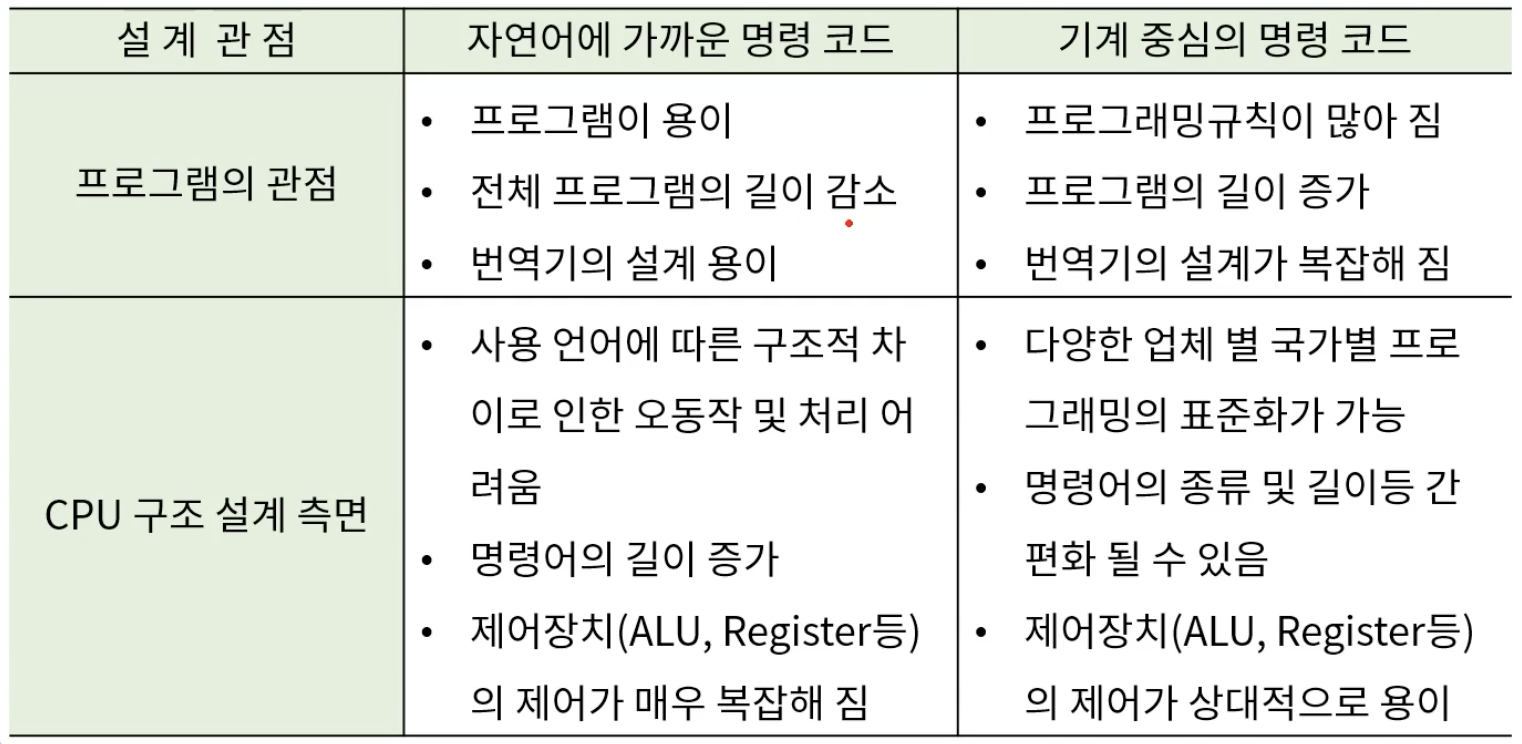 설 계 관 점
자연어에 가까운 명령 코드
기계 중심의 명령 코드
프로그램의 관점
• 프로그램이 용이
• 전체 프로그램의 길이 감소
• 번역기의 설계 용이
• 프로그래밍규칙이 많아 짐
• 프로그램의 길이 증가
• 번역기의 설계가 복잡해 짐
CPU 구조 설계 측면
• 사용 언어에 따른 구조적 차
이로 인한 오동작 및 처리 어
려움
• 명령어의 길이 증가
• 제어장치(ALU, Register등)
의 제어가 매우 복잡해 짐
• 다양한 업체 별 국가별 프로
그래밍의 표준화가 가능
• 명령어의 종류 및 길이등 간
편화 될 수 있음
• 제어장치(ALU, Register등)
의 제어가 상대적으로 용이